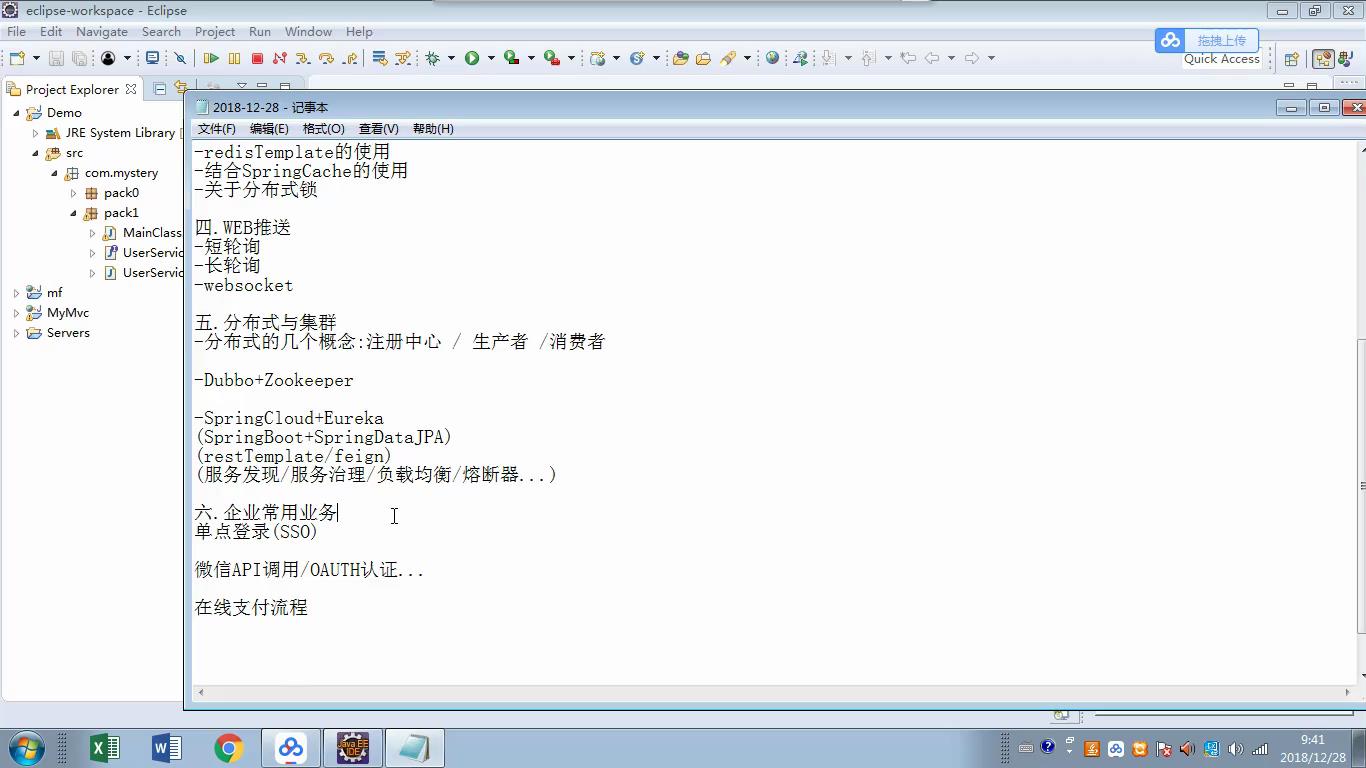 eclipse-workspace - Eclipse
File Edit Navigate Search Project Run Window Help
拖拽上传
Quick Access
Project Explorer
Demo
JRE System Library
src
com.mystery
pack0
pack1
MainClass
UserServic
UserServic
mf
MyMvc
Servers
2018-12-28 - 记事本
文件(F) 编辑(E) 格式(O) 查看(V) 帮助(H)
-redisTemplate的使用
-结合SpringCache的使用
-关于分布式锁
四.WEB推送
-短轮询
-长轮询
-websocket
五.分布式与集群
-分布式的几个概念:注册中心 / 生产者 /消费者
-Dubbo+Zookeeper
-SpringCloud+Eureka
(SpringBoot+SpringDataJPA)
(restTemplate/feign)
(服务发现/服务治理/负载均衡/熔断器...)
六.企业常用业务
单点登录(SSO)
微信API调用/OAUTH认证...
在线支付流程
9:41
2018/12/28